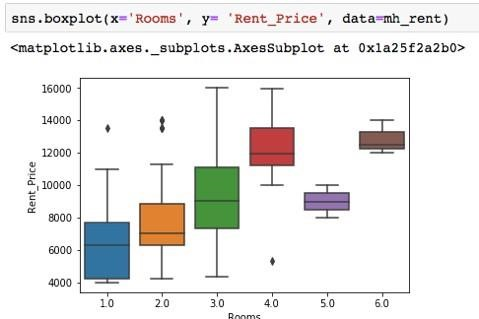 sns.boxplot(x='Rooms', y= 'Rent_Price', data=mh_rent)
<matplotlib.axes._subplots.AxesSubplot at 0x1a25f2a2b0>
16000
14000
12000
10000
8000
6000
4000
Rent_Price
1.0 2.0 3.0 4.0 5.0 6.0
Rooms